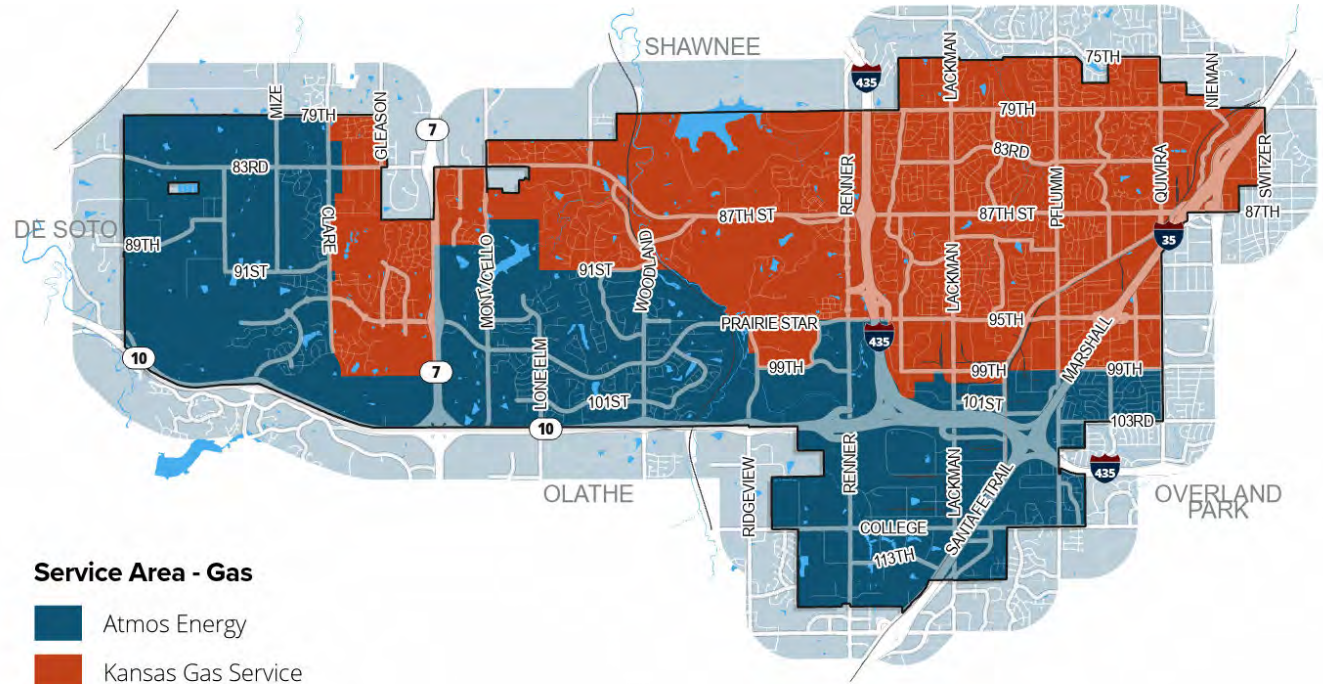 SHAWNEE
435
LACKMAN
75TH
NIEMAN
MIZE
79TH
GLEASON
7
79TH
83RD
83RD
RENNER
PFLUMM
QUIVIRA
SWITZER
87TH ST
87TH ST
87TH
DE SOTO
89TH
CLARE
MONTICELLO
WOODLAND
35
91ST
91ST
LACKMAN
PRAIRIE STAR
95TH
435
10
7
LONE ELM
99TH
99TH
MARSHALL
99TH
101ST
101ST
103RD
10
435
OLATHE
RIDGEVIEW
RENNER
LACKMAN
SANTA FE TRAIL
OVERLAND
PARK
COLLEGE
113TH
Service Area - Gas
Atmos Energy
Kansas Gas Service